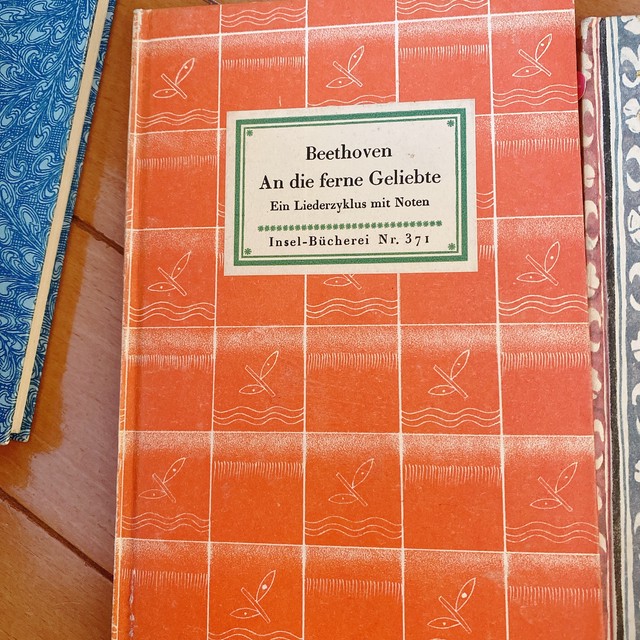 Beethoven
An die ferne Geliebte
Ein Liederzyklus mit Noten
Insel-Bücherei Nr. 371